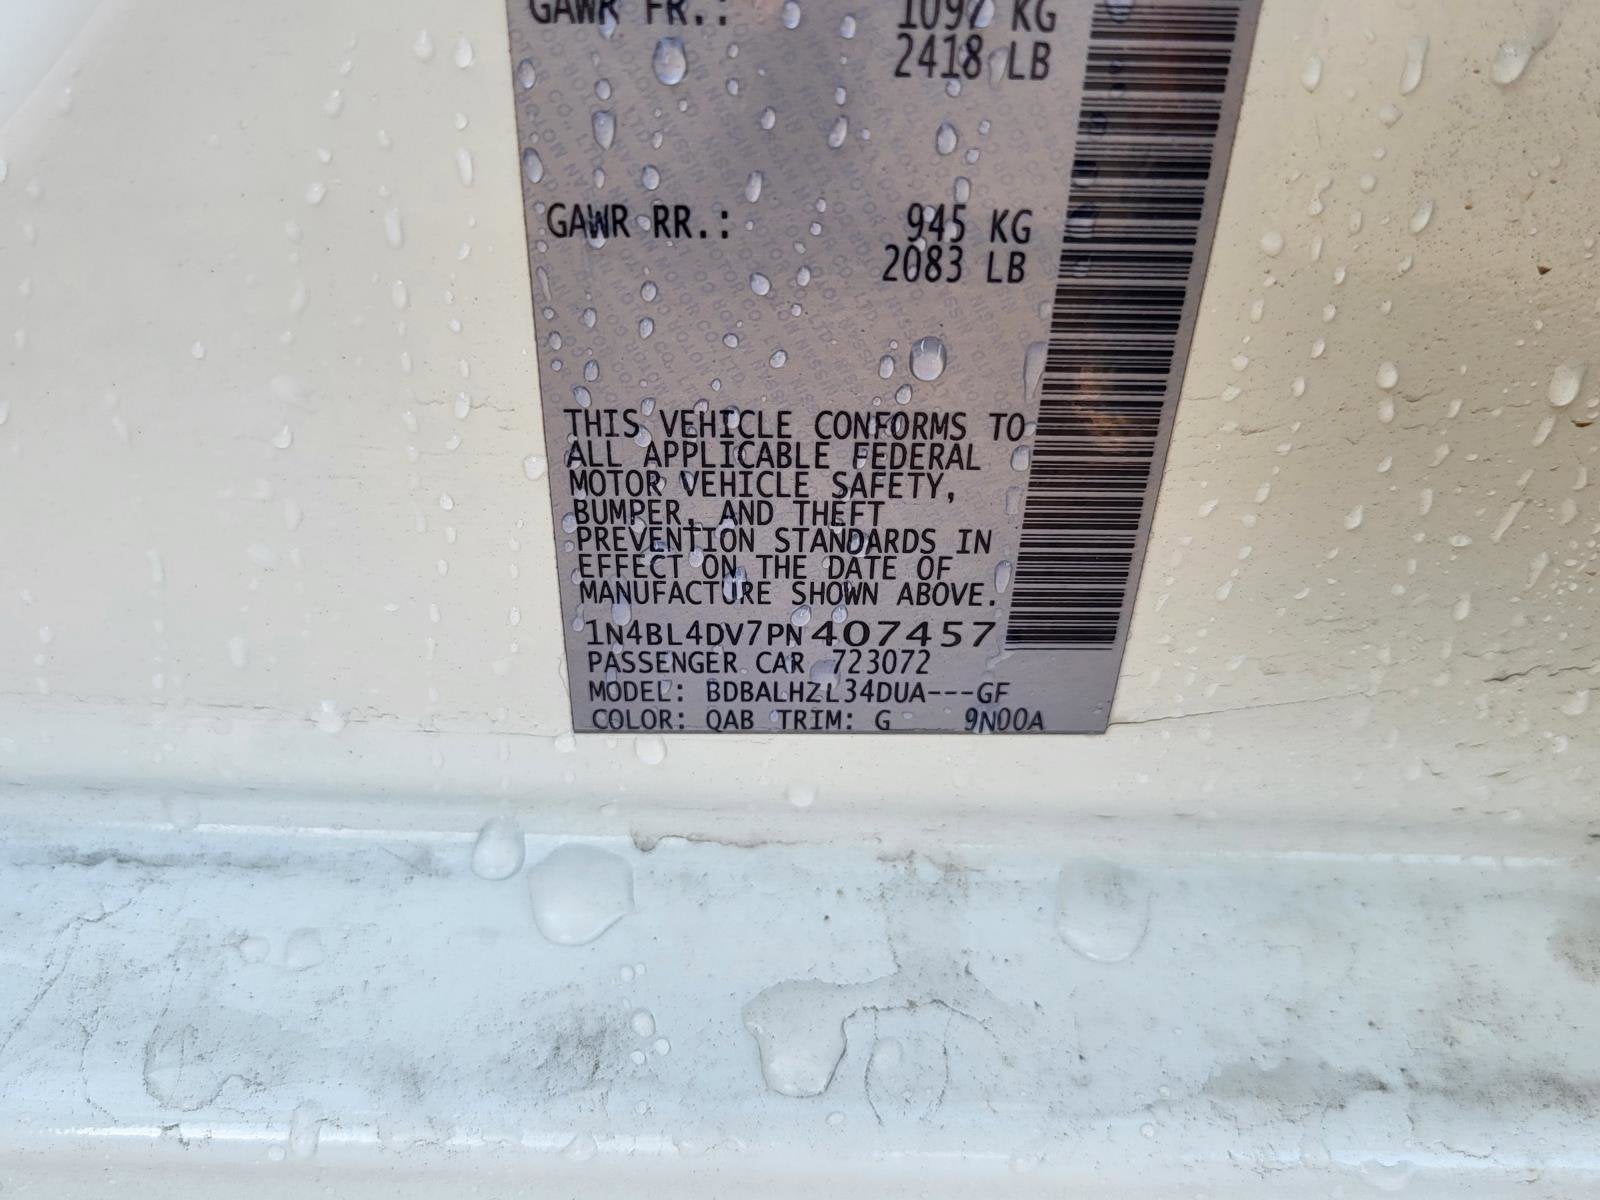 GAWR FR.: 1097 KG
2418 LB
GAWR RR.: 945 KG
2083 LB
THIS VEHICLE CONFORMS TO
ALL APPLICABLE FEDERAL
MOTOR VEHICLE SAFETY,
BUMPER, AND THEFT
PREVENTION STANDARDS IN
EFFECT ON THE DATE OF
MANUFACTURE SHOWN ABOVE.
1N4BL4DV7PN407457
PASSENGER CAR 723072
MODEL: BDBALHZL34DUA---GF
COLOR: QAB TRIM: G 9N00A